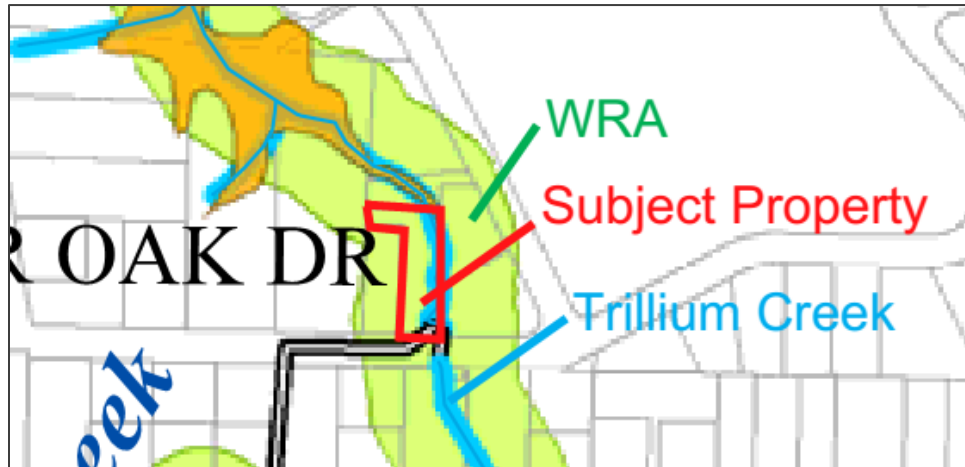 WRA
Subject Property
R OAK DR
Trillium Creek
eek